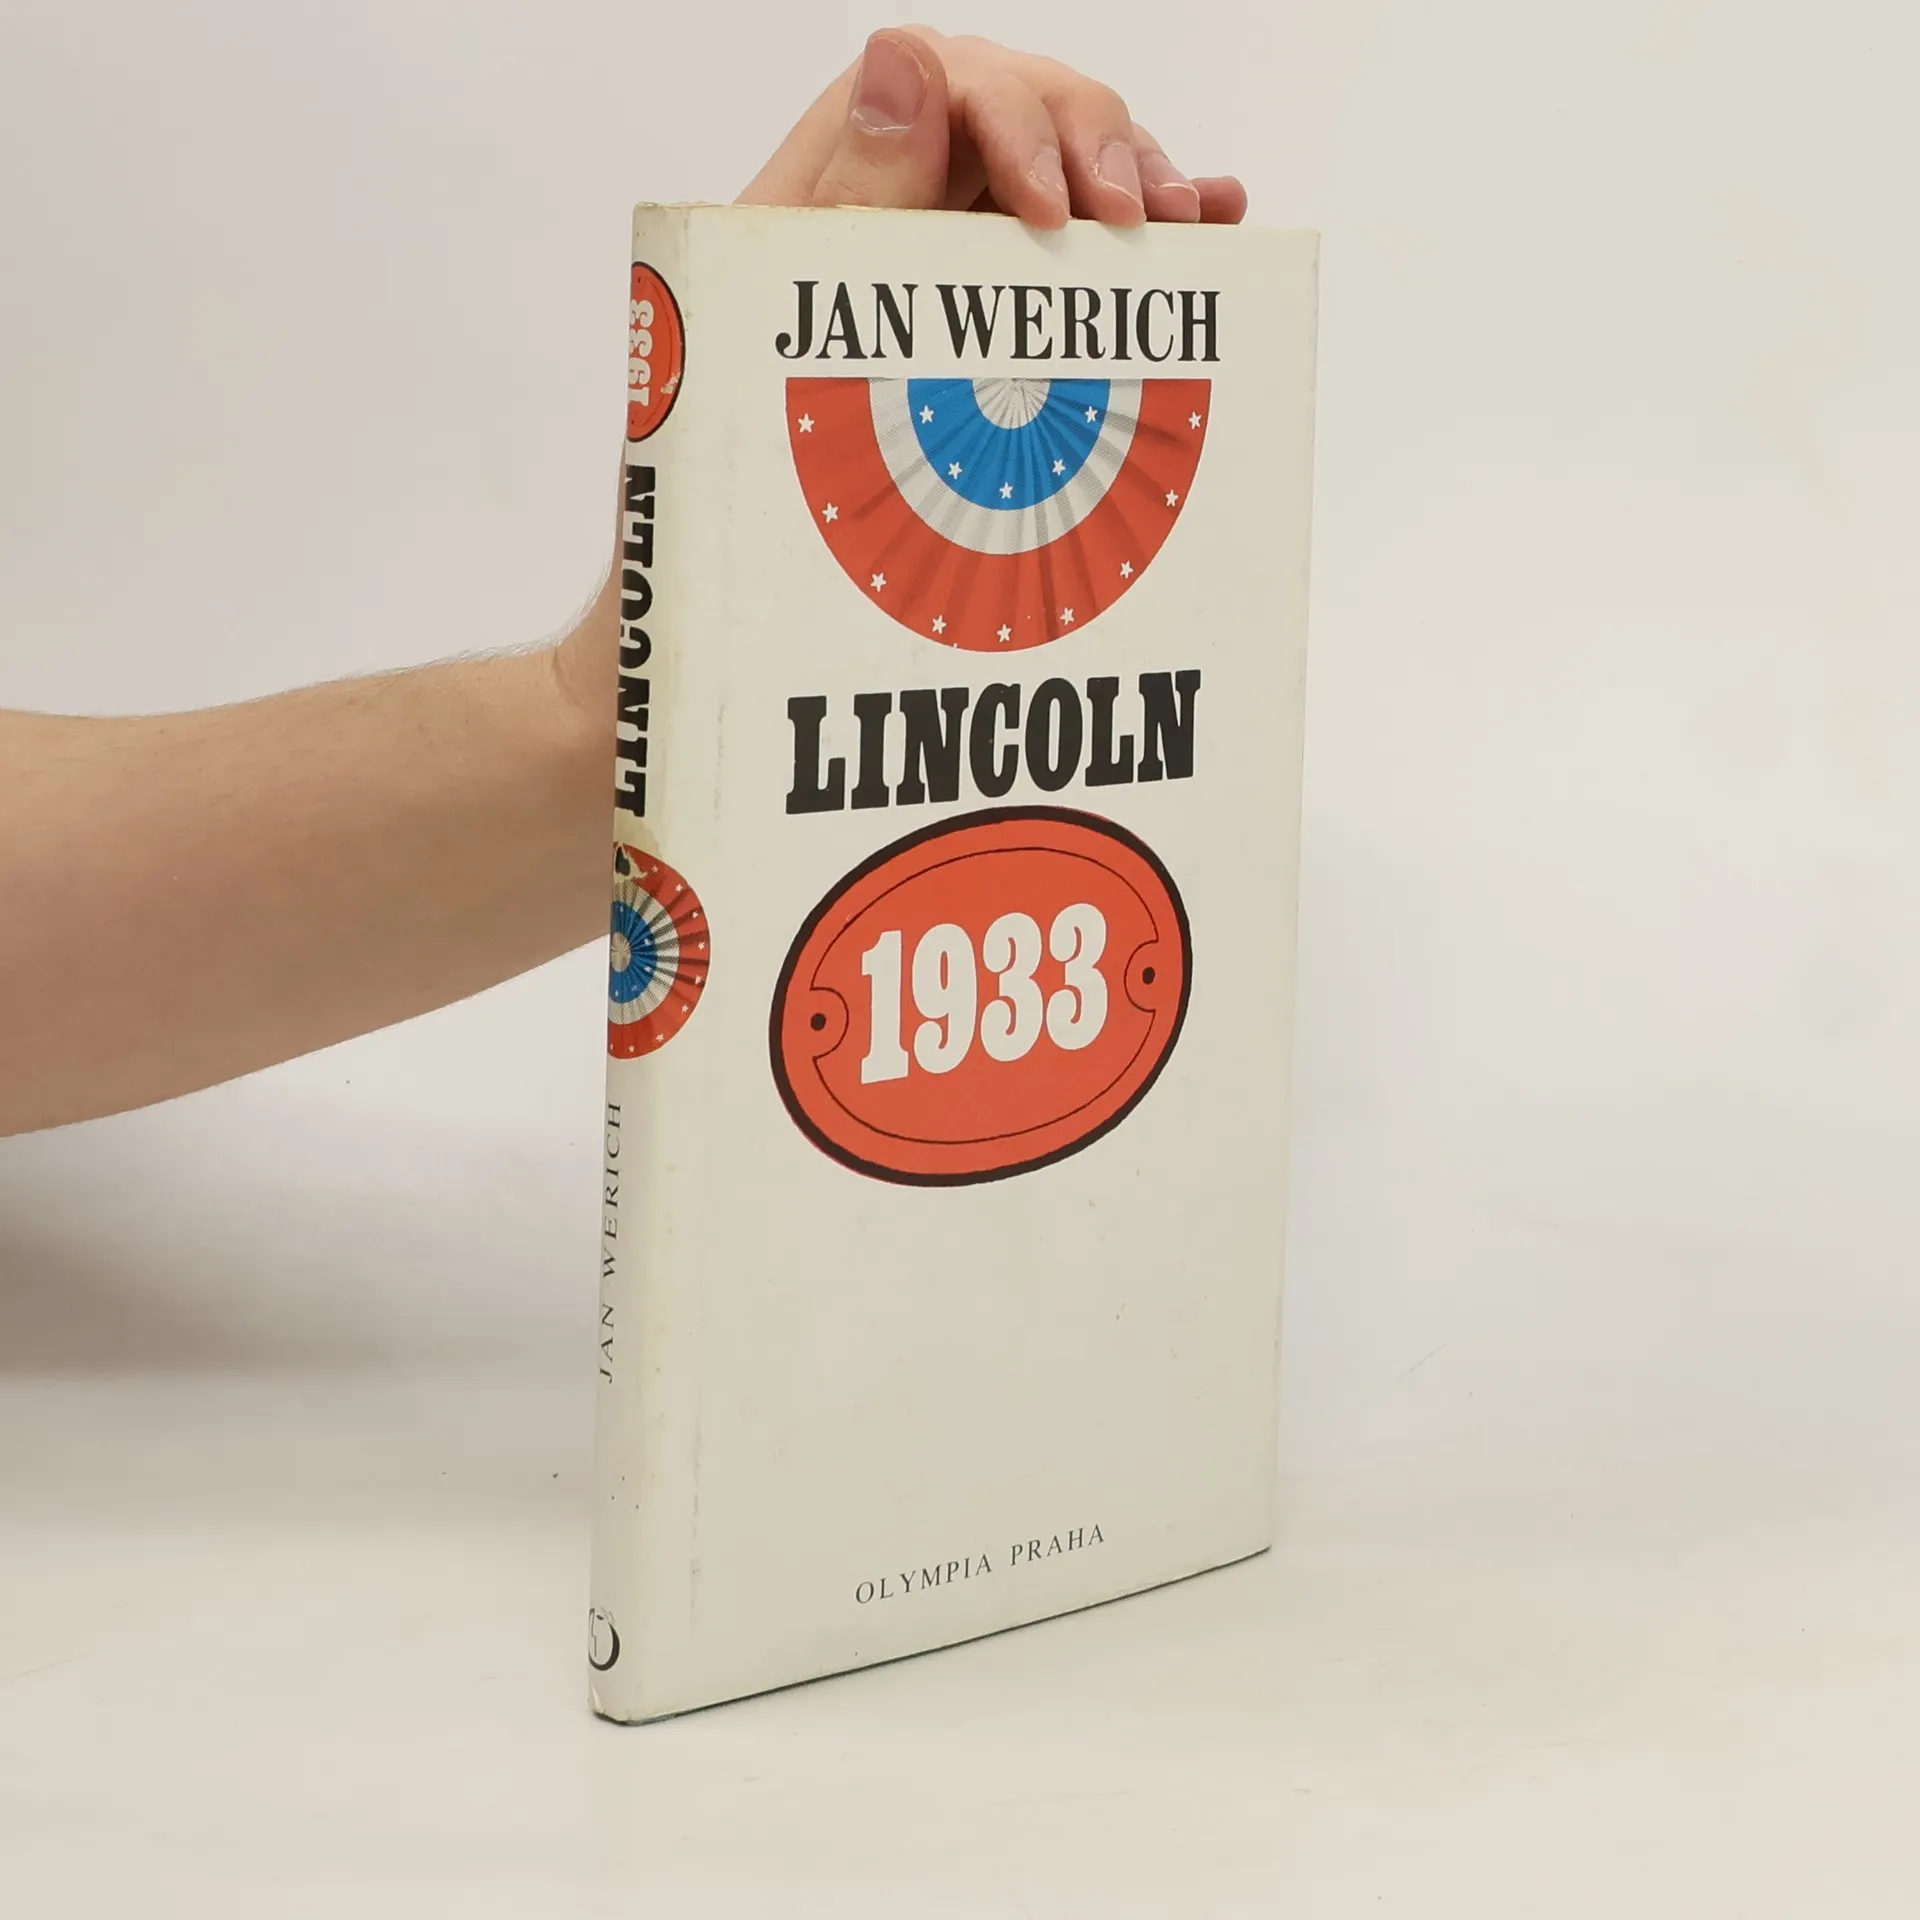 JAN WERICH
LINCOLN
1933
OLYMPIA PRAHA
1933
LINCOLN
JAN WERICH